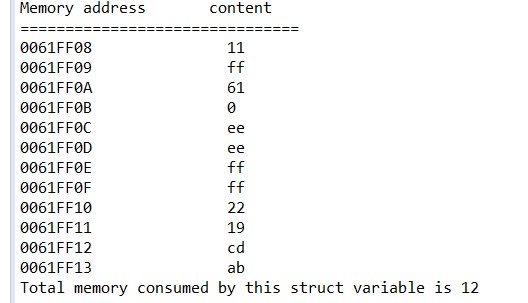 Memory address content
===============================
0061FF08 11
0061FF09 ff
0061FF0A 61
0061FF0B 0
0061FF0C ee
0061FF0D ee
0061FF0E ff
0061FF0F ff
0061FF10 22
0061FF11 19
0061FF12 cd
0061FF13 ab
Total memory consumed by this struct variable is 12